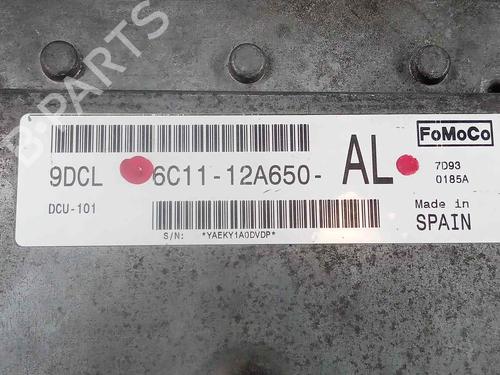 B-PARTS
FoMoCo
9DCL 6C11-12A650- AL
7D93
0185A
DCU-101
Made in
SPAIN
S/N: *YAEKY1A0DVDP*